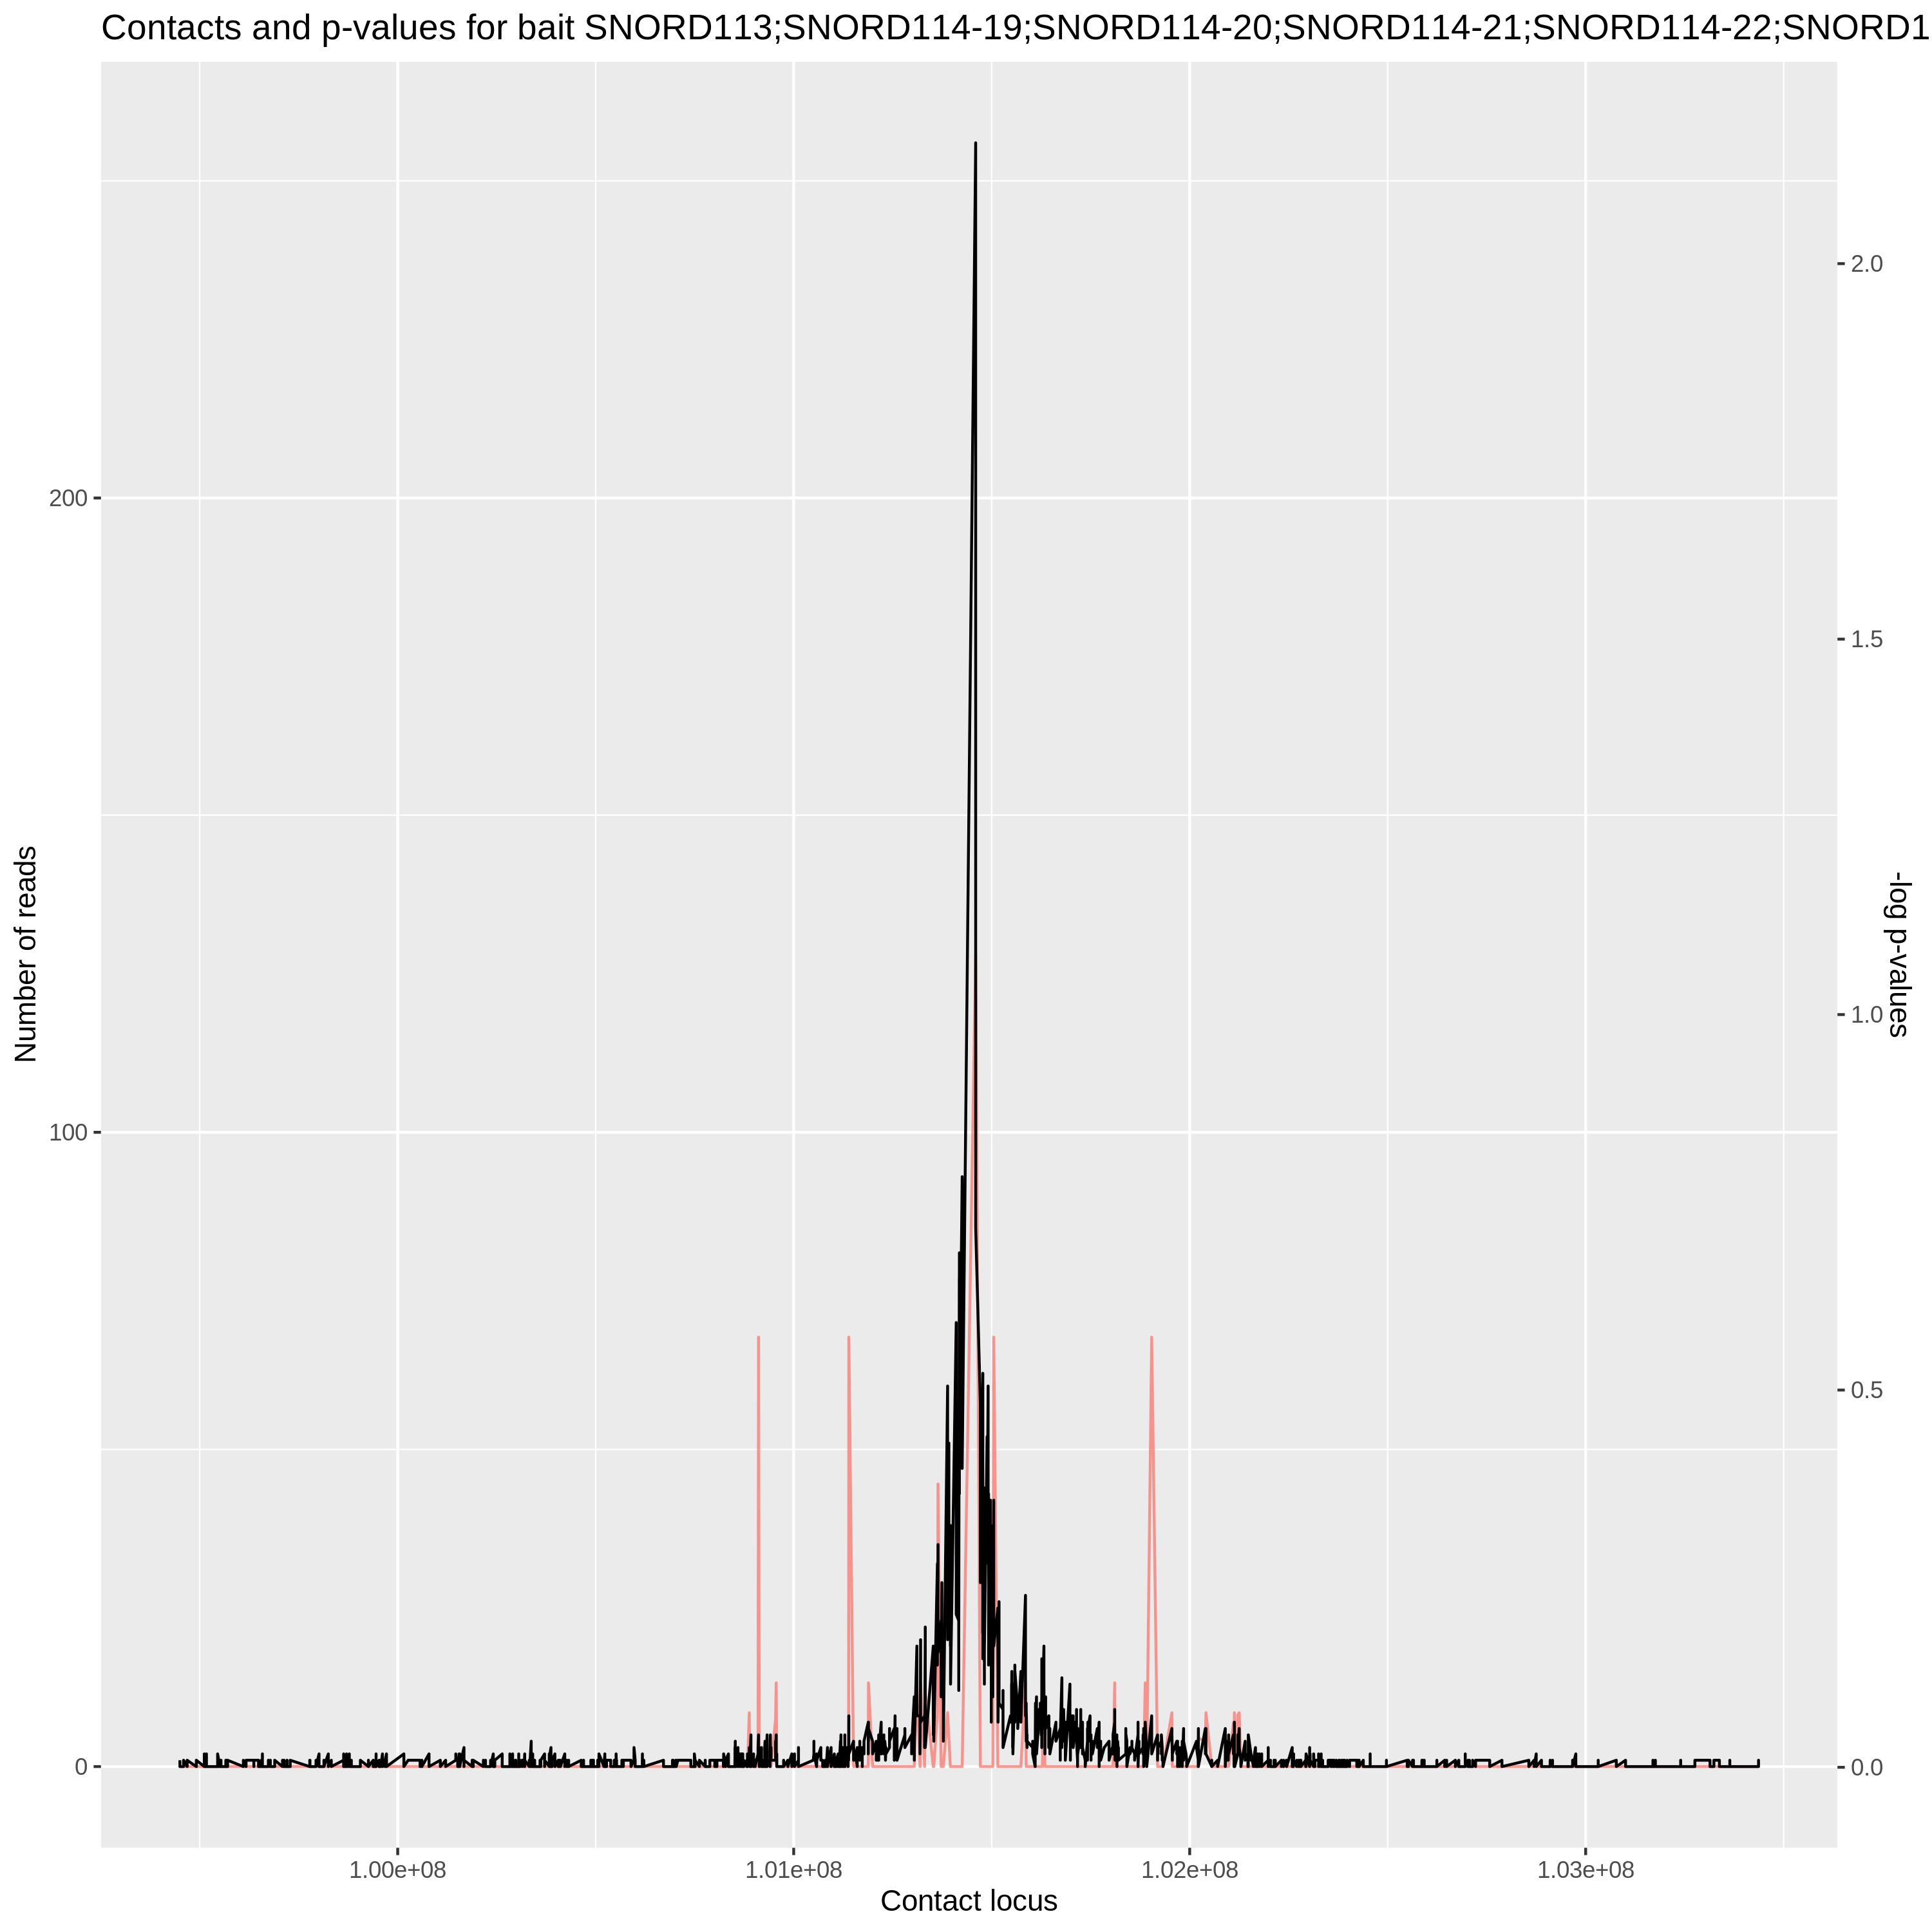 Contacts and p-values for bait SNORD113;SNORD114-19;SNORD114-20;SNORD114-21;SNORD114-22;SNORD1
Number of reads
200
100
0
2.0
1.5
1.0
0.5
0.0
-log p-values
1.00e+08
1.01e+08
1.02e+08
1.03e+08
Contact locus